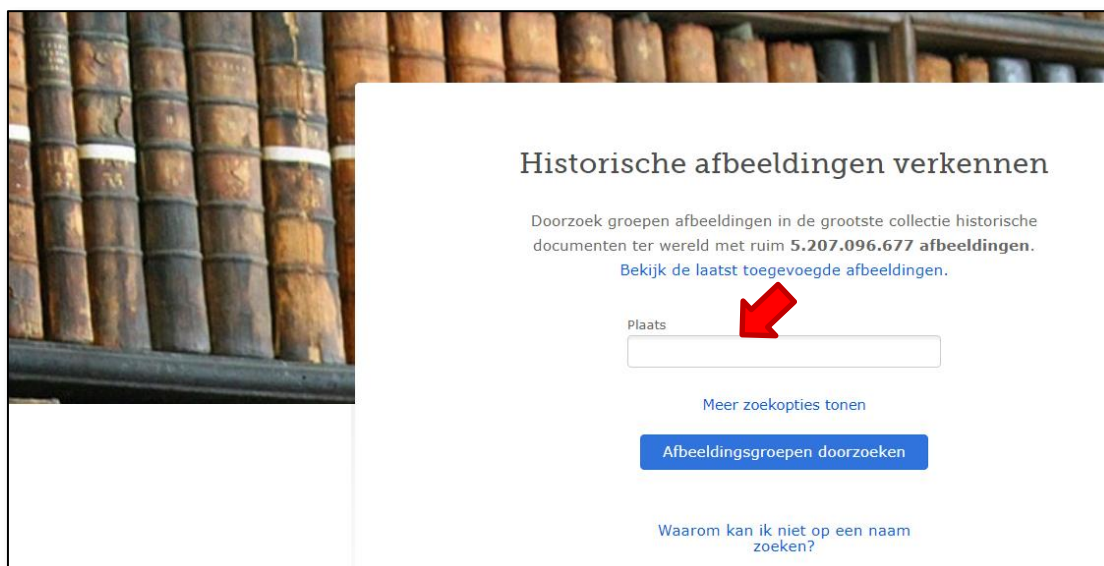 Historische afbeeldingen verkennen
Doorzoek groepen afbeeldingen in de grootste collectie historische
documenten ter wereld met ruim 5.207.096.677 afbeeldingen.
Bekijk de laatst toegevoegde afbeeldingen.
Plaats
Meer zoekopties tonen
Afbeeldingsgroepen doorzoeken
Waarom kan ik niet op een naam
zoeken?